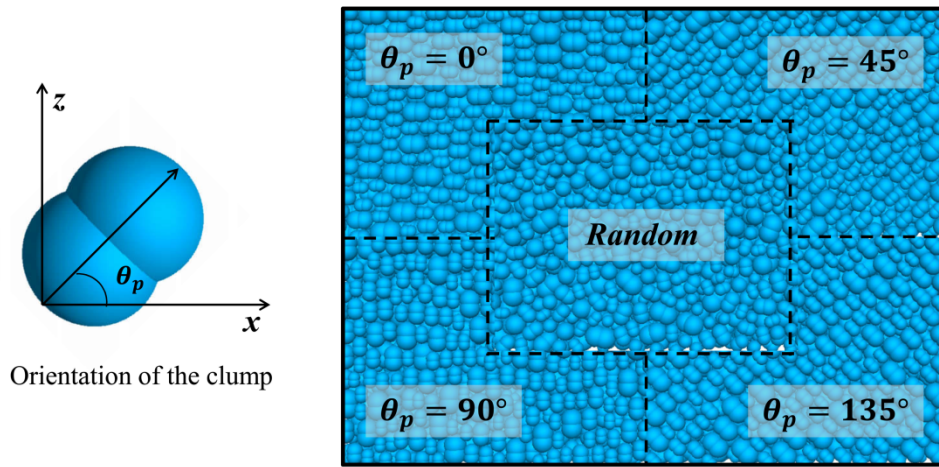 z
θp
x
Orientation of the clump
θp = 0°
θp = 45°
Random
θp = 90°
θp = 135°